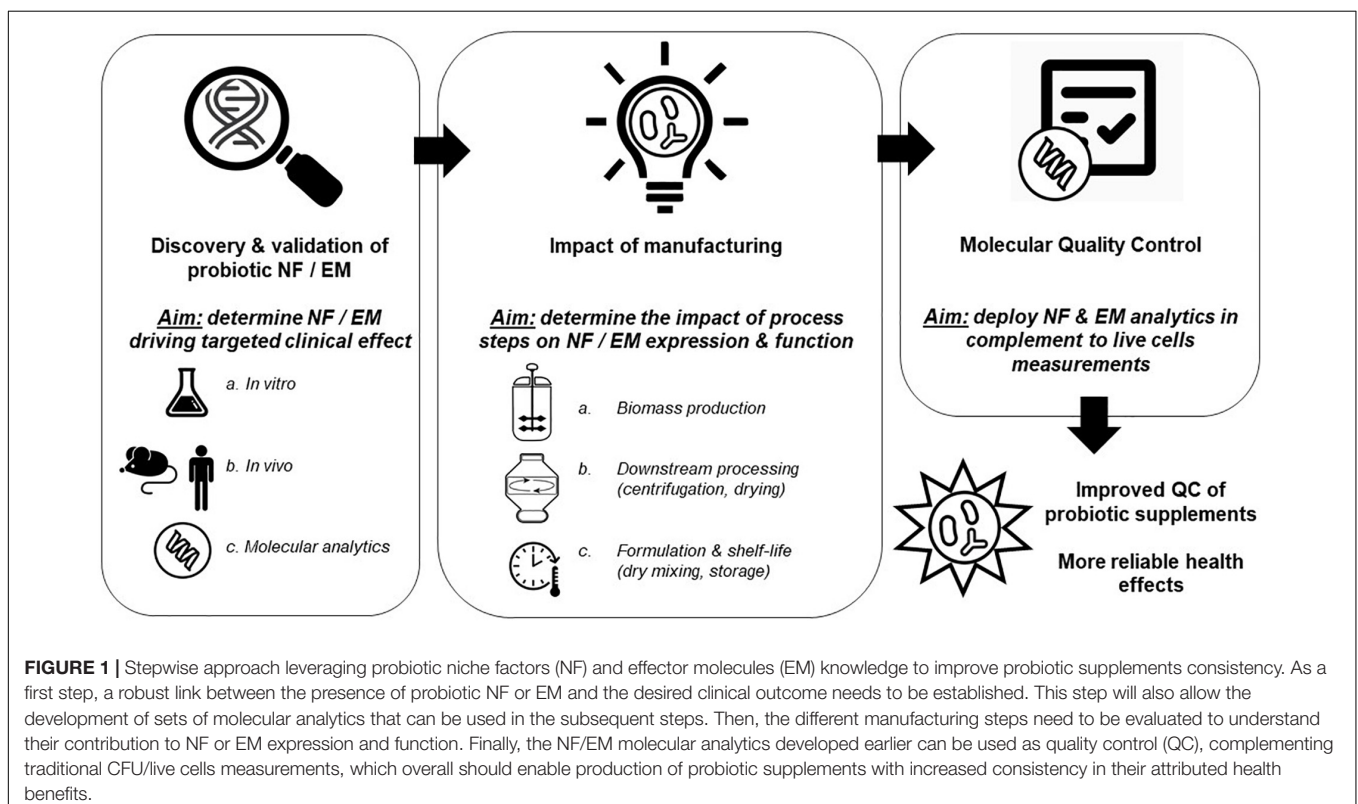 Discovery & validation of
probiotic NF / EM
Aim: determine NF / EM
driving targeted clinical effect
a. In vitro
b. In vivo
c. Molecular analytics
Impact of manufacturing
Aim: determine the impact of process
steps on NF / EM expression & function
a. Biomass production
b. Downstream processing
(centrifugation, drying)
c. Formulation & shelf-life
(dry mixing, storage)
Molecular Quality Control
Aim: deploy NF & EM analytics in
complement to live cells
measurements
Improved QC of
probiotic supplements
More reliable health
effects
FIGURE 1 | Stepwise approach leveraging probiotic niche factors (NF) and effector molecules (EM) knowledge to improve probiotic supplements consistency. As a
first step, a robust link between the presence of probiotic NF or EM and the desired clinical outcome needs to be established. This step will also allow the
development of sets of molecular analytics that can be used in the subsequent steps. Then, the different manufacturing steps need to be evaluated to understand
their contribution to NF or EM expression and function. Finally, the NF/EM molecular analytics developed earlier can be used as quality control (QC), complementing
traditional CFU/live cells measurements, which overall should enable production of probiotic supplements with increased consistency in their attributed health
benefits.